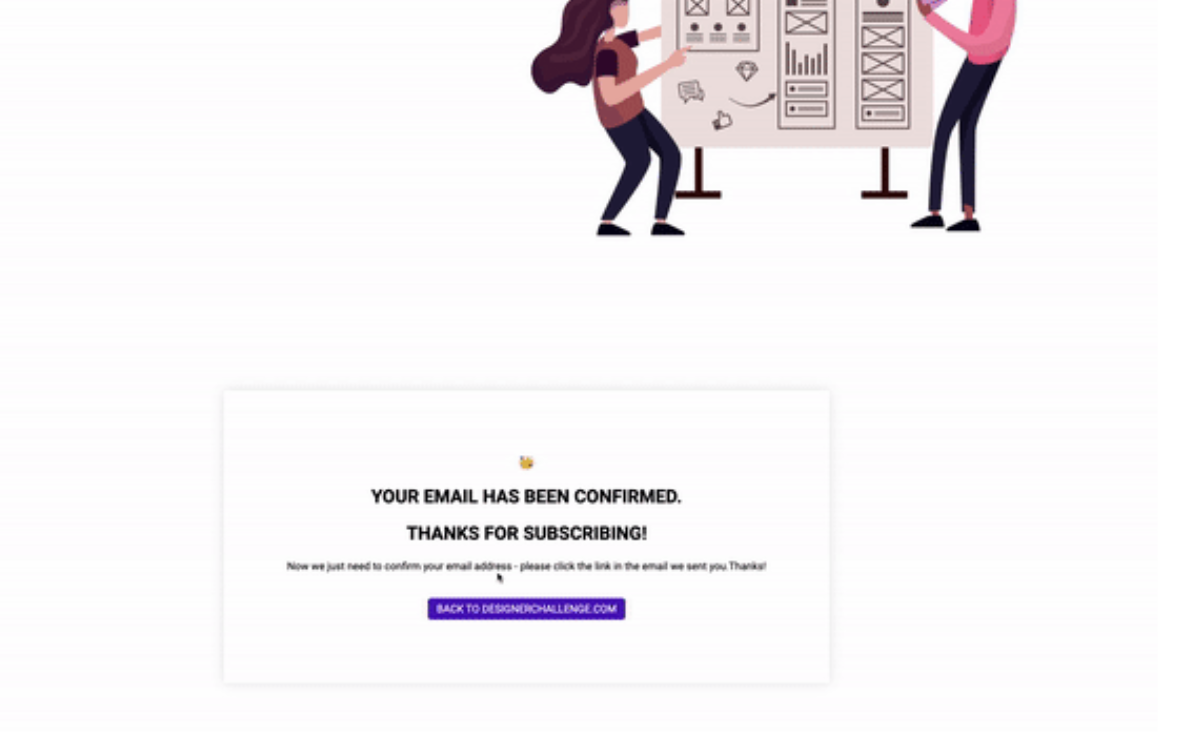 YOUR EMAIL HAS BEEN CONFIRMED.
THANKS FOR SUBSCRIBING!
Now we just need to confirm your email address - please click the link in the email we sent you.Thanks!
BACK TO DESIGNERCHALLENGE.COM